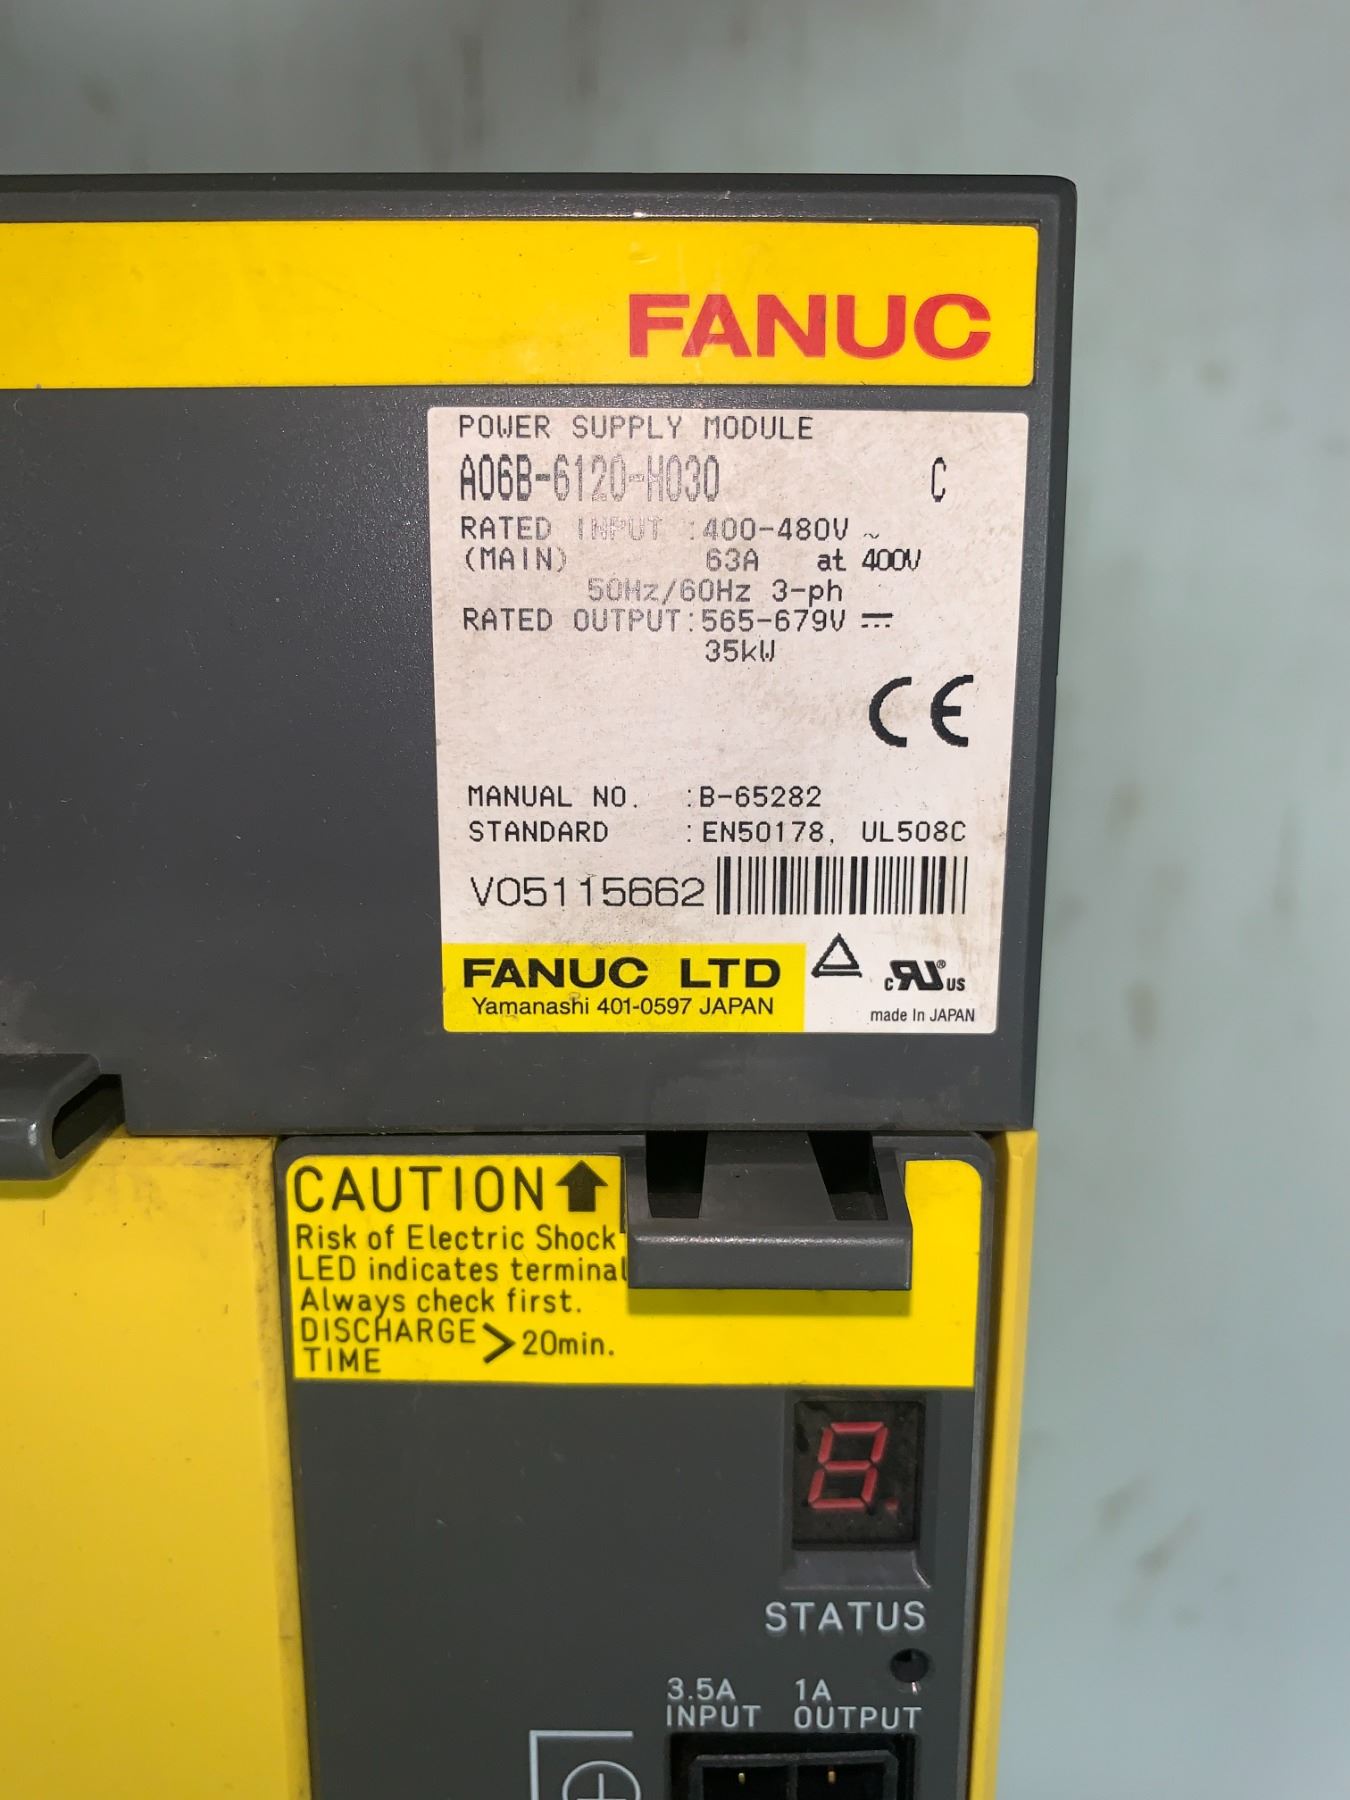 FANUC
POWER SUPPLY MODULE
A06B-6120-H030 C
RATED INPUT :400-480V ~
(MAIN) 63A at 400V
50Hz/60Hz 3-ph
RATED OUTPUT:565-679V ⎓
35kW
CE
MANUAL NO. :B-65282
STANDARD :EN50178, UL508C
V05115662
FANUC LTD
Yamanashi 401-0597 JAPAN
c RU ® US
made In JAPAN
CAUTION ↑
Risk of Electric Shock
LED indicates terminal
Always check first.
DISCHARGE TIME > 20min.
8.
STATUS
3.5A INPUT
1A OUTPUT